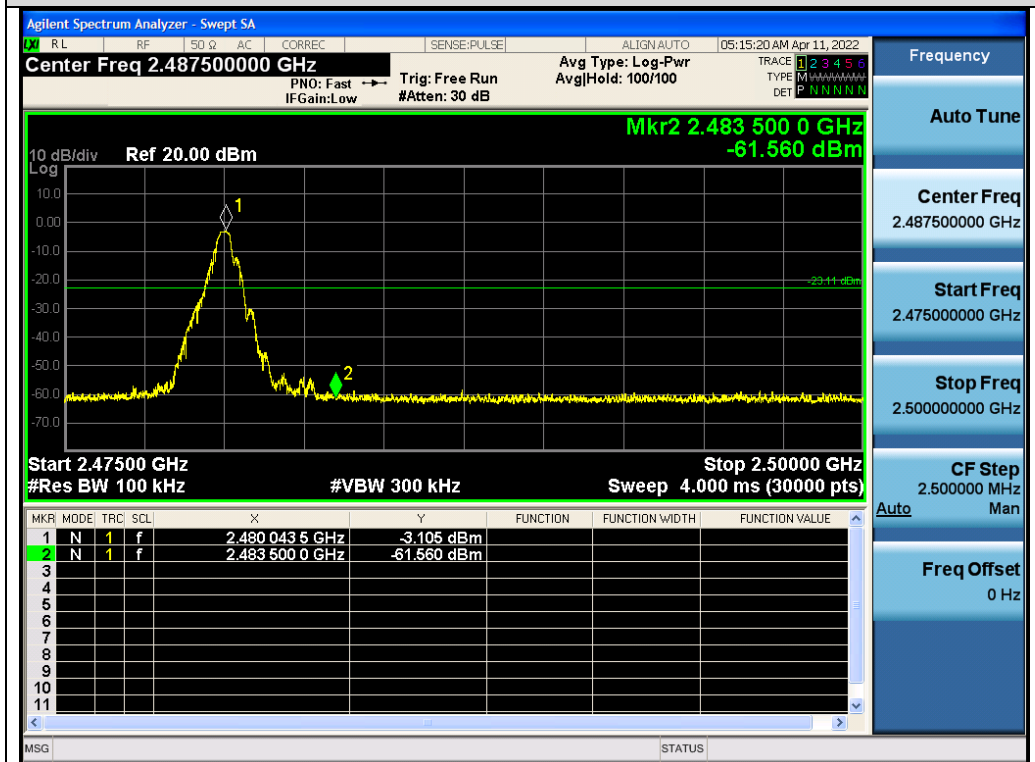 Agilent Spectrum Analyzer - Swept SA
LXI RL RF 50 Ω AC CORREC SENSE:PULSE ALIGN AUTO 05:15:20 AM Apr 11, 2022
Center Freq 2.487500000 GHz
PNO: Fast
IFGain:Low
Trig: Free Run
#Atten: 30 dB
Avg Type: Log-Pwr
Avg|Hold: 100/100
TRACE 1 2 3 4 5 6
TYPE M W W W W W
DET P N N N N N
Mkr2 2.483 500 0 GHz
-61.560 dBm
10 dB/div Ref 20.00 dBm
Log
10.0
0.00
-10.0
-20.0
-30.0
-40.0
-50.0
-60.0
-70.0
1
2
-23.11 dBm
Start 2.47500 GHz Stop 2.50000 GHz
#Res BW 100 kHz #VBW 300 kHz Sweep 4.000 ms (30000 pts)
MKR MODE TRC SCL X Y FUNCTION FUNCTION WIDTH FUNCTION VALUE
1 N 1 f 2.480 043 5 GHz -3.105 dBm
2 N 1 f 2.483 500 0 GHz -61.560 dBm
3
4
5
6
7
8
9
10
11
MSG STATUS
Frequency
Auto Tune
Center Freq
2.487500000 GHz
Start Freq
2.475000000 GHz
Stop Freq
2.500000000 GHz
CF Step
2.500000 MHz
Auto Man
Freq Offset
0 Hz